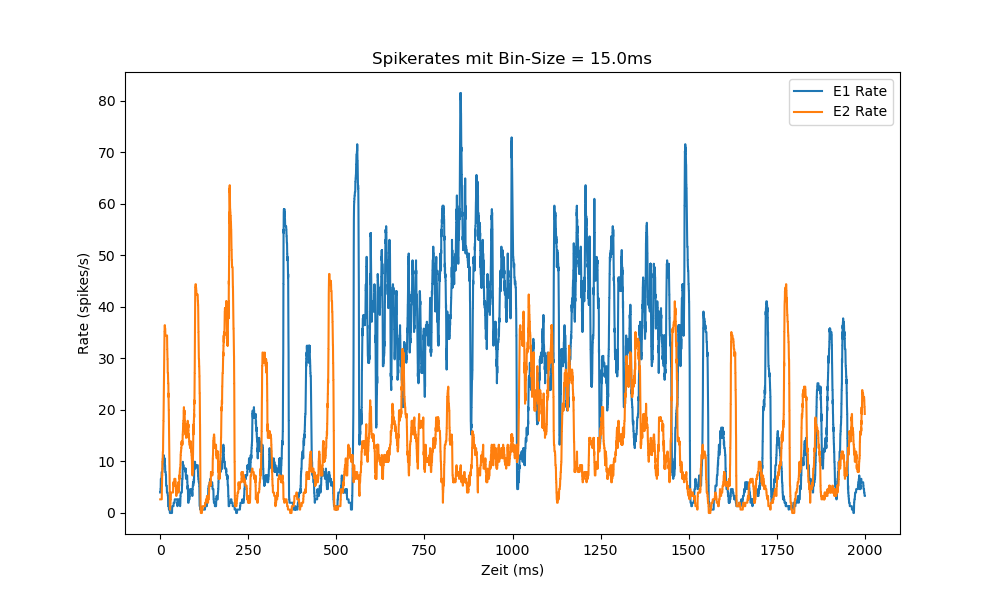 Spikerates mit Bin-Size = 15.0ms
E1 Rate
E2 Rate
Rate (spikes/s)
80
70
60
50
40
30
20
10
0
0 250 500 750 1000 1250 1500 1750 2000
Zeit (ms)